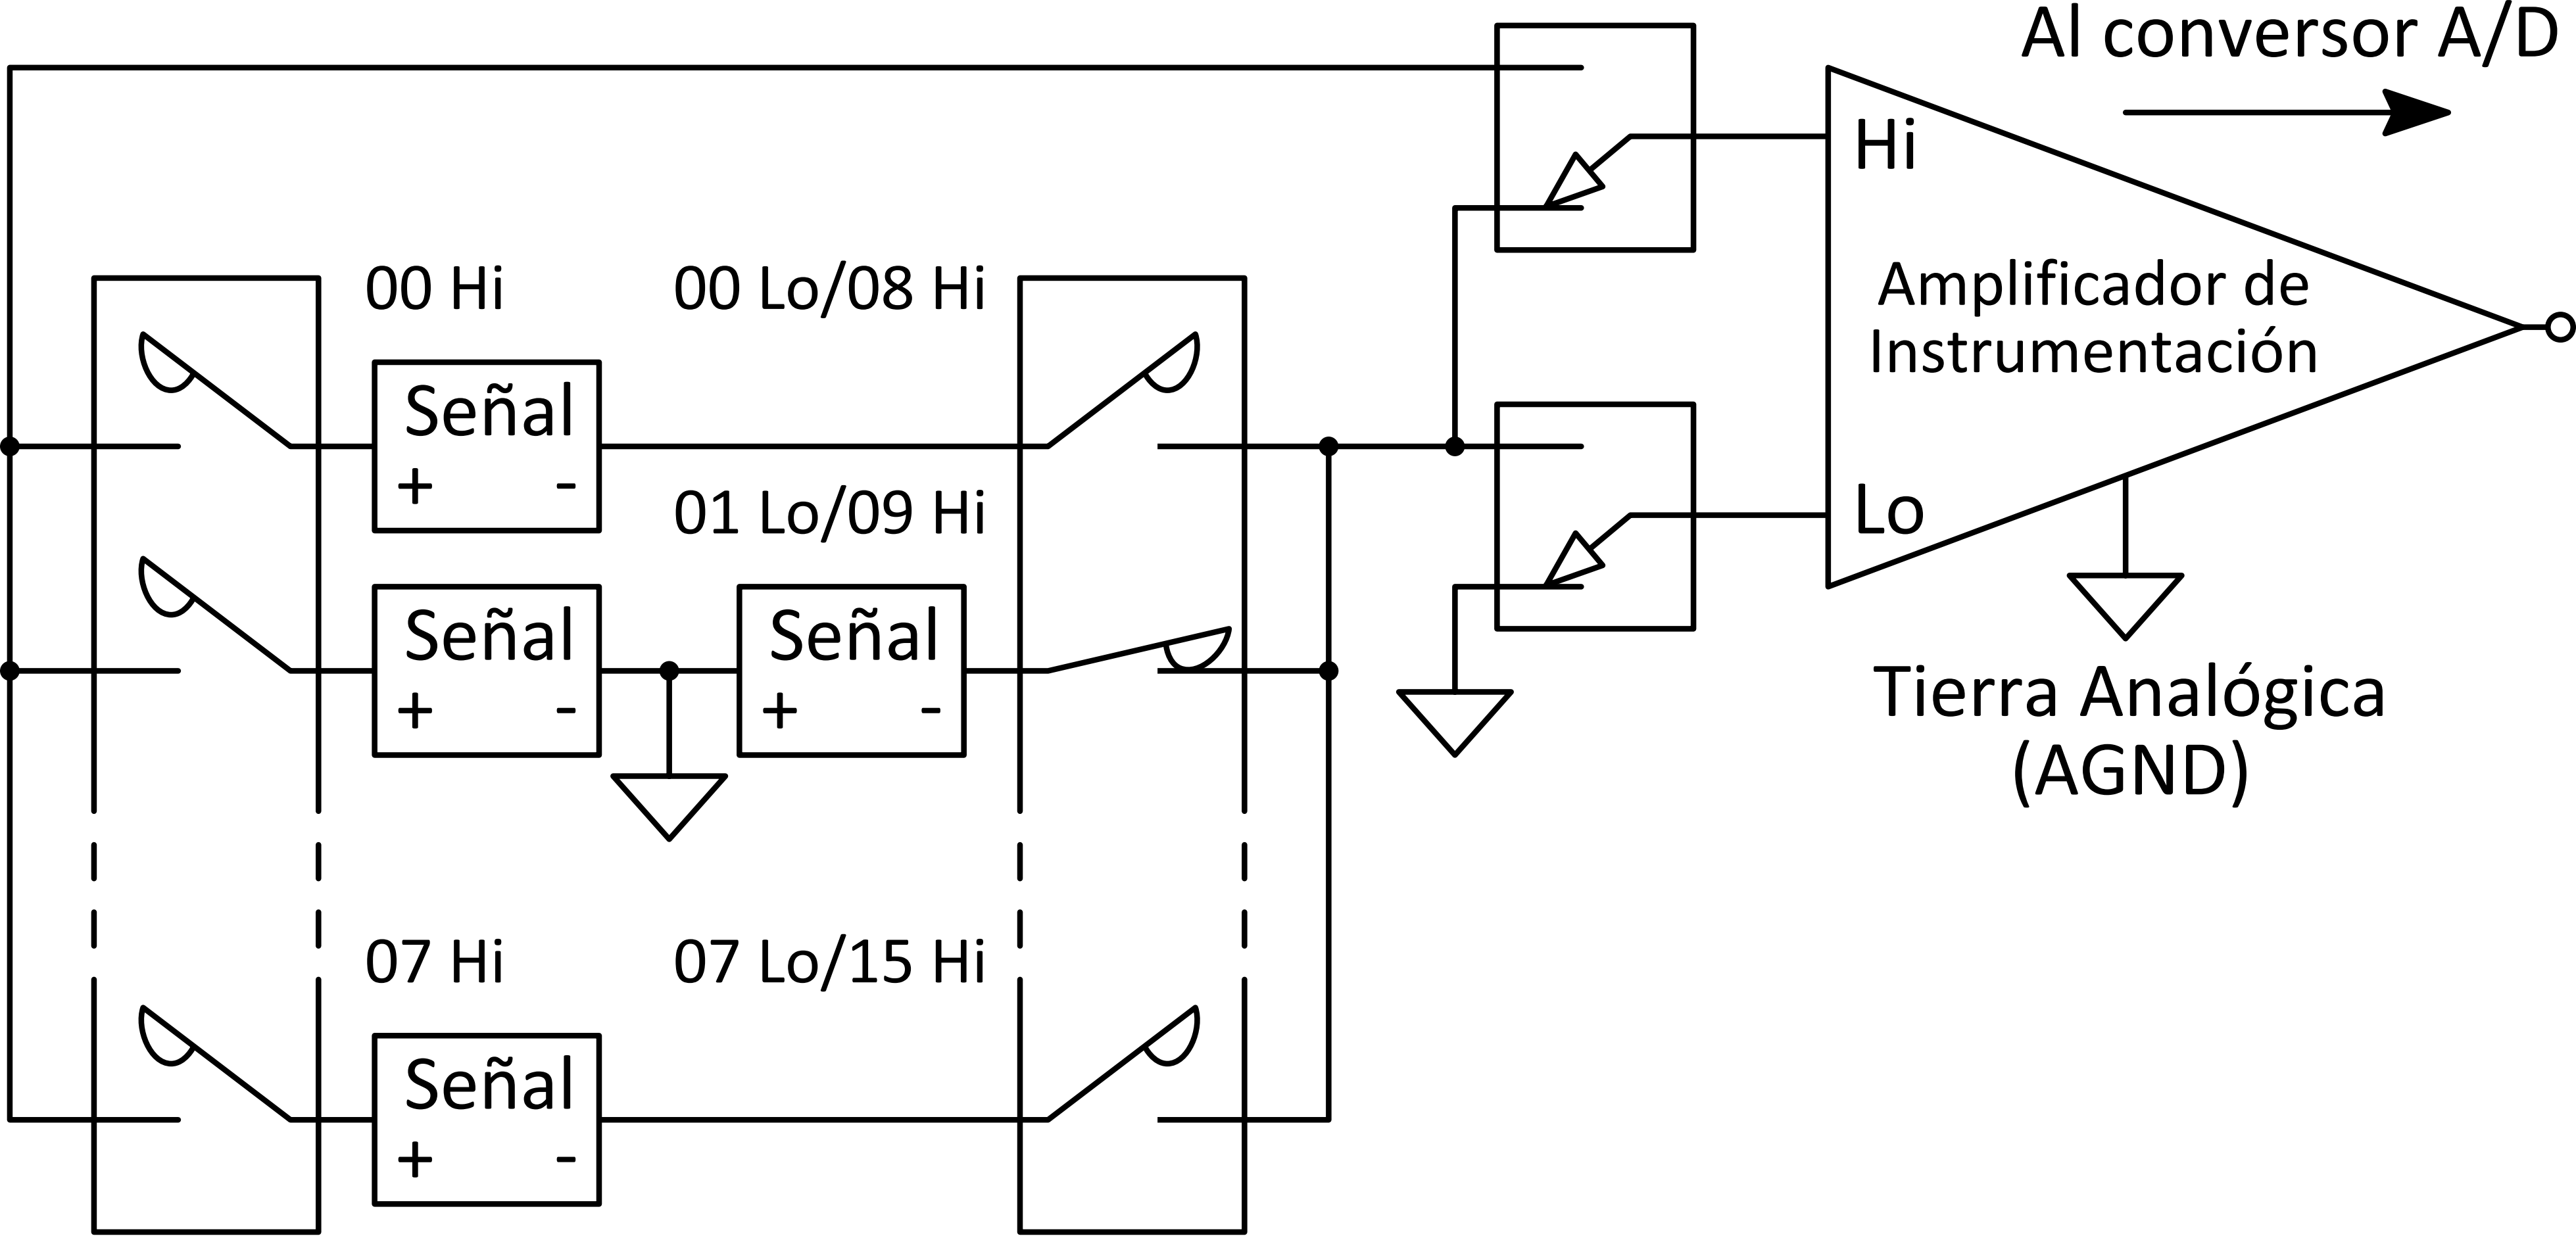 Al conversor A/D
Hi
00 Hi
00 Lo/08 Hi
Amplificador de
Instrumentación
Señal
+ -
01 Lo/09 Hi
Lo
Señal
+ -
Señal
+ -
Tierra Analógica
(AGND)
07 Hi
07 Lo/15 Hi
Señal
+ -